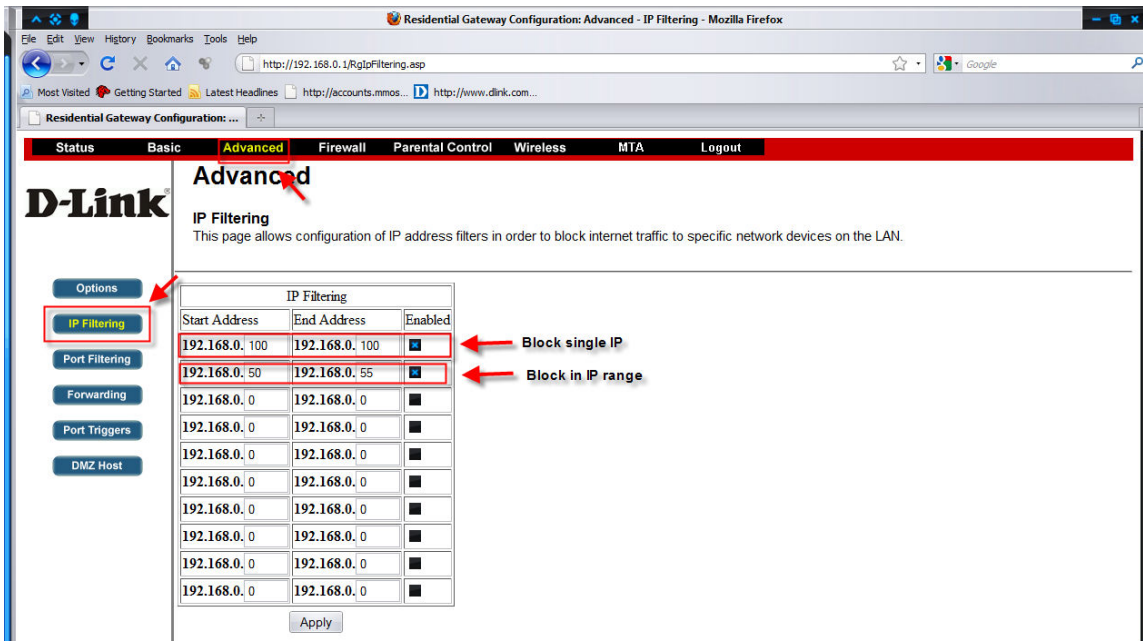 Residential Gateway Configuration: Advanced - IP Filtering - Mozilla Firefox
File Edit View History Bookmarks Tools Help
http://192.168.0.1/RgIpFiltering.asp
Google
Most Visited Getting Started Latest Headlines http://accounts.mmos... http://www.dlink.com...
Residential Gateway Configuration: ...
Status Basic Advanced Firewall Parental Control Wireless MTA Logout
D-Link®
Advanced
IP Filtering
This page allows configuration of IP address filters in order to block internet traffic to specific network devices on the LAN.
Options
IP Filtering
Port Filtering
Forwarding
Port Triggers
DMZ Host
IP Filtering
Start Address End Address Enabled
192.168.0. 100 192.168.0. 100 Block single IP
192.168.0. 50 192.168.0. 55 Block in IP range
192.168.0. 0 192.168.0. 0
192.168.0. 0 192.168.0. 0
192.168.0. 0 192.168.0. 0
192.168.0. 0 192.168.0. 0
192.168.0. 0 192.168.0. 0
192.168.0. 0 192.168.0. 0
192.168.0. 0 192.168.0. 0
192.168.0. 0 192.168.0. 0
Apply